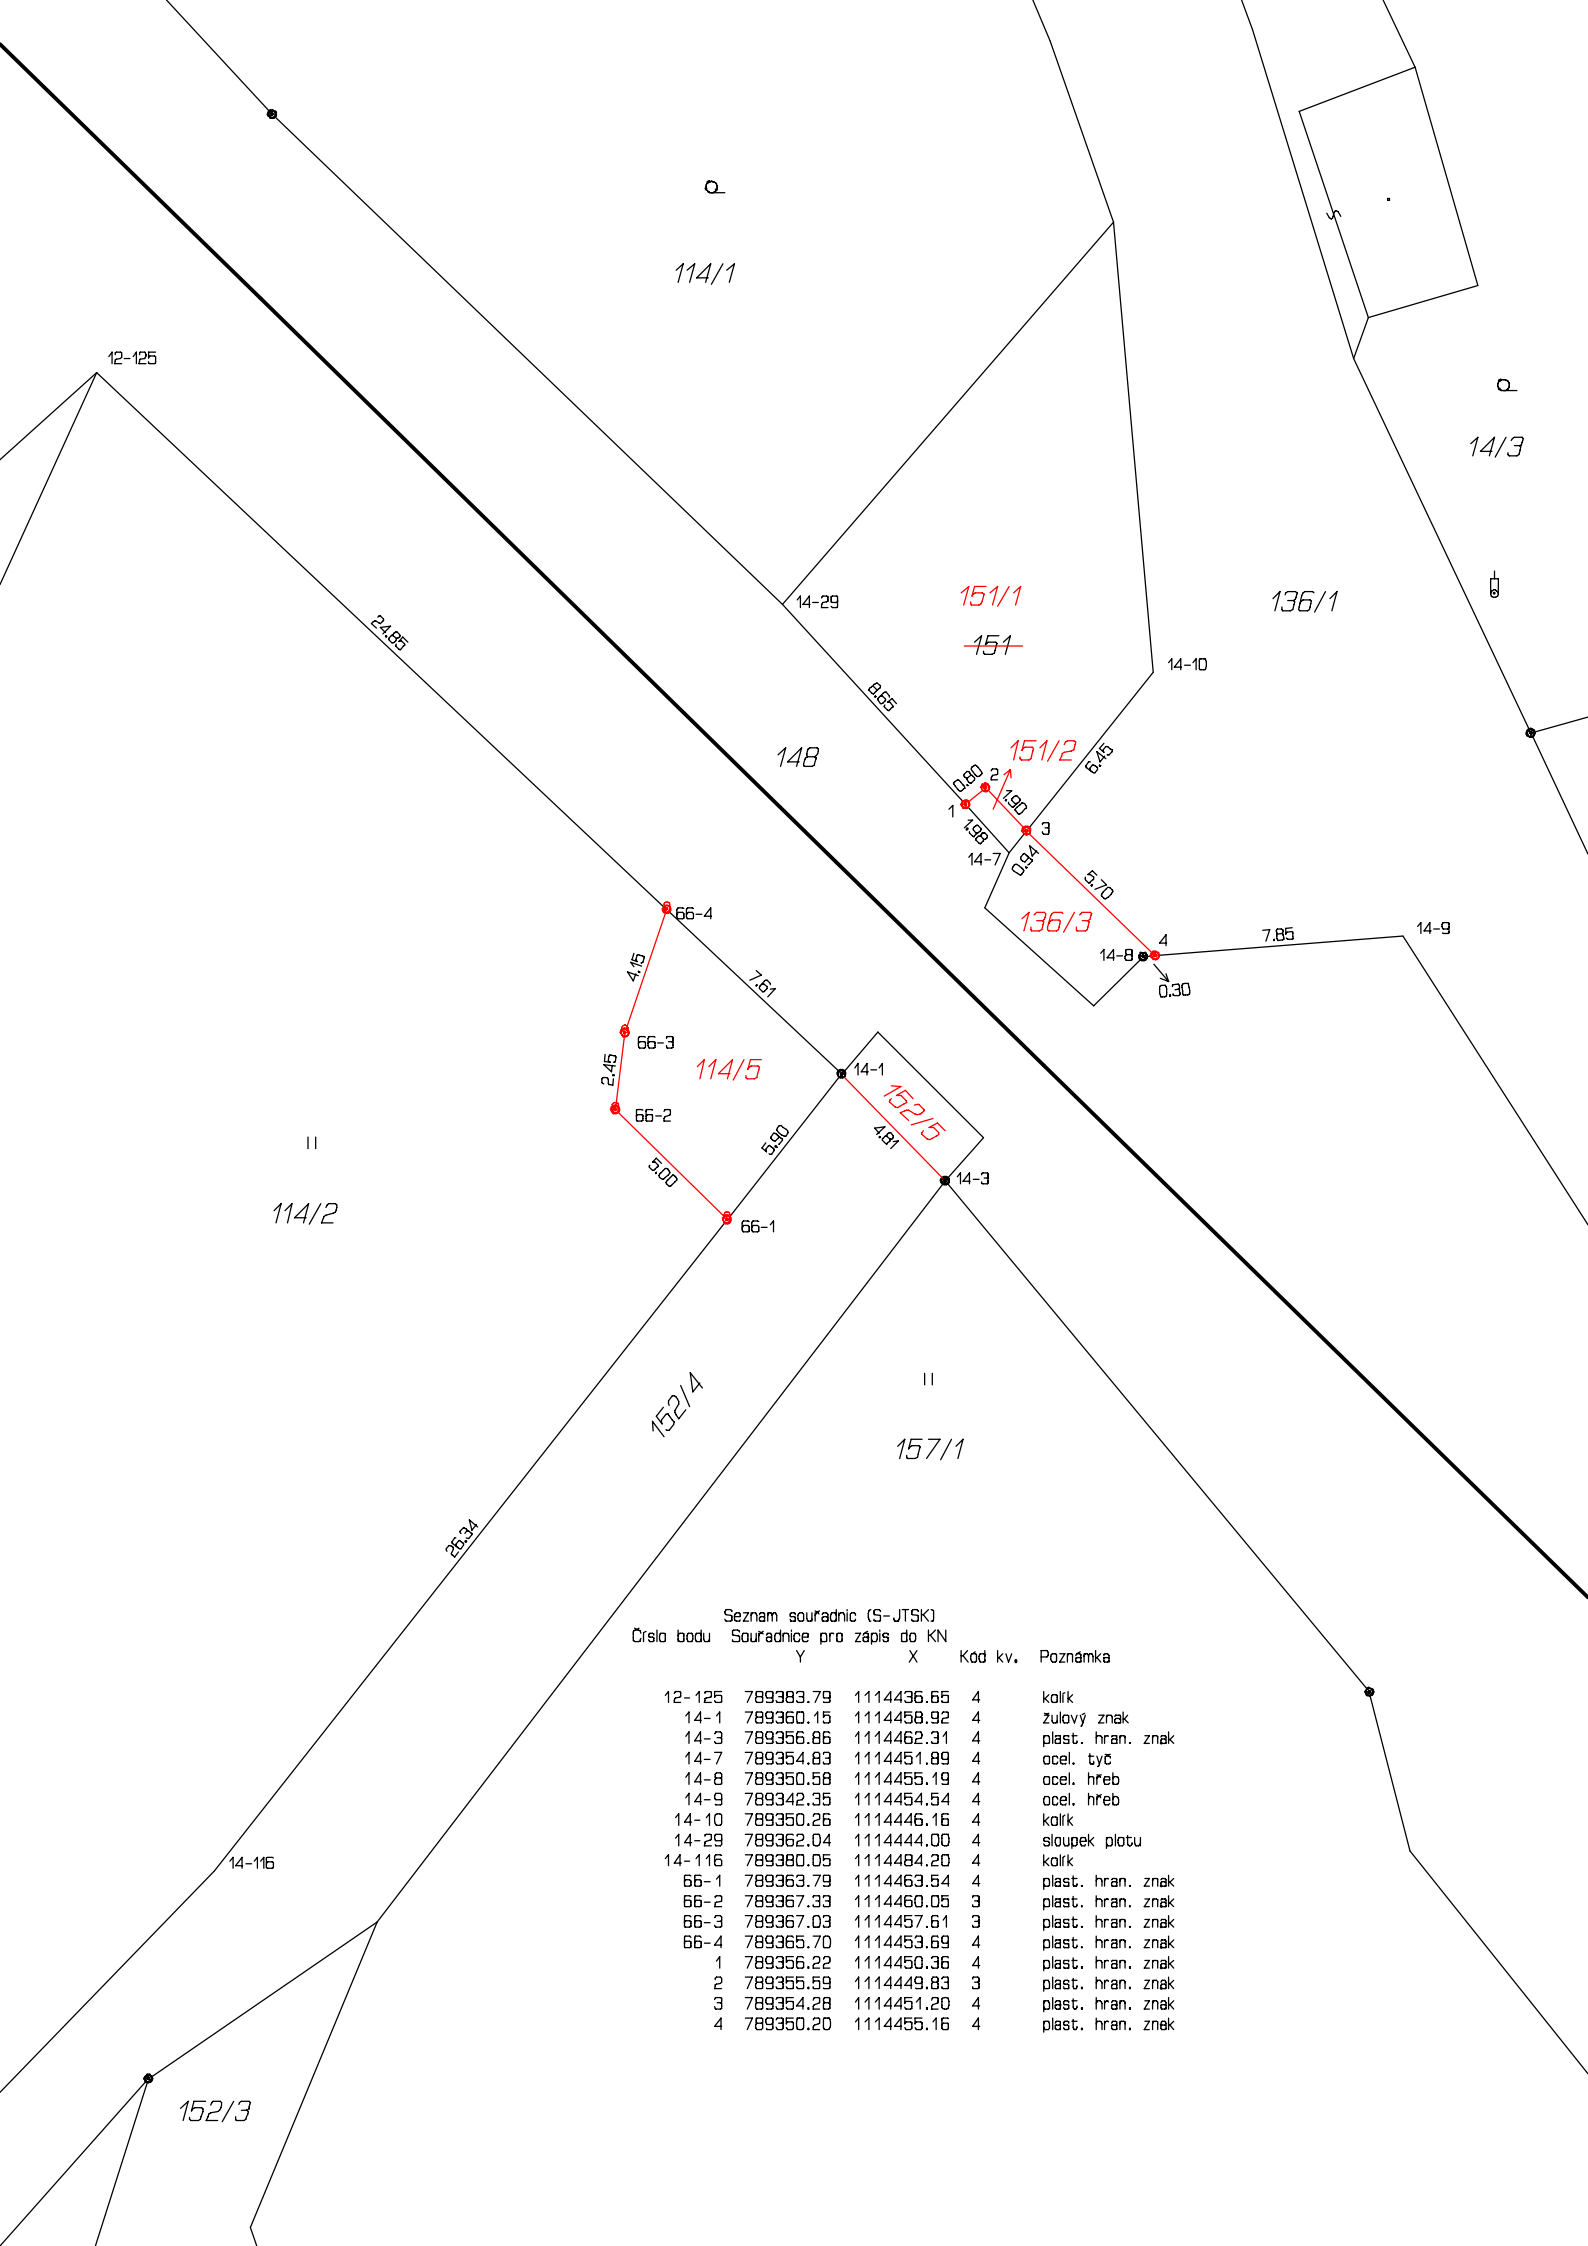 114/1
12-125
14/3
24.85
14-29
151/1
136/1
151
14-10
8.65
148
151/2
6.45
0.80
2
1.90
1
1.98
3
14-7
0.94
5.70
66-4
136/3
14-9
4
7.85
14-8
4.15
7.61
0.30
66-3
2.45
114/5
14-1
152/5
66-2
5.90
4.81
5.00
14-3
114/2
66-1
152/4
157/1
26.34
Seznam souřadnic (S-JTSK)
Číslo bodu Souřadnice pro zápis do KN
Y X Kód kv. Poznámka
12-125 789383.79 1114436.65 4 kolík
14-1 789360.15 1114458.92 4 žulový znak
14-3 789356.86 1114462.31 4 plast. hran. znak
14-7 789354.83 1114451.89 4 ocel. tyč
14-8 789350.58 1114455.19 4 ocel. hřeb
14-9 789342.35 1114454.54 4 ocel. hřeb
14-10 789350.26 1114446.16 4 kolík
14-29 789362.04 1114444.00 4 sloupek plotu
14-116 789380.05 1114484.20 4 kolík
66-1 789363.79 1114463.54 4 plast. hran. znak
66-2 789367.33 1114460.05 3 plast. hran. znak
66-3 789367.03 1114457.61 3 plast. hran. znak
66-4 789365.70 1114453.69 4 plast. hran. znak
1 789356.22 1114450.36 4 plast. hran. znak
2 789355.59 1114449.83 3 plast. hran. znak
3 789354.28 1114451.20 4 plast. hran. znak
4 789350.20 1114455.16 4 plast. hran. znak
14-116
152/3